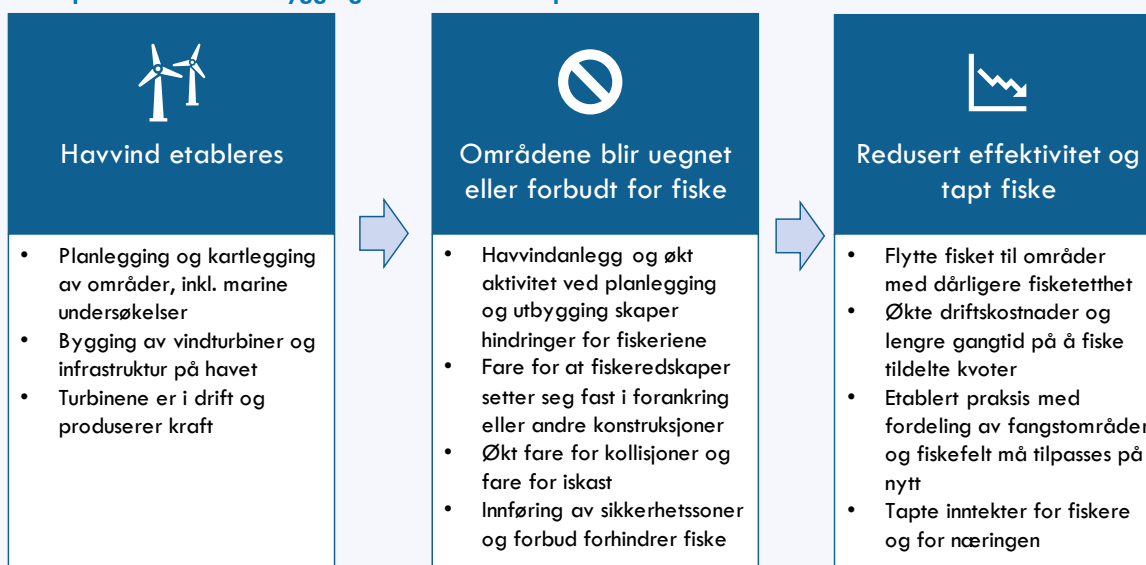 Havvind etableres
Planlegging og kartlegging
av områder, inkl. marine
undersøkelser
Bygging av vindturbiner og
infrastruktur på havet
Turbinene er i drift og
produserer kraft
Områdene blir uegnet
eller forbudt for fiske
Havvindanlegg og økt
aktivitet ved planlegging
og utbygging skaper
hindringer for fiskeriene
Fare for at fiskeredskaper
setter seg fast i forankring
eller andre konstruksjoner
Økt fare for kollisjoner og
fare for iskast
Innføring av sikkerhetssoner
og forbud forhindrer fiske
Redusert effektivitet og
tapt fiske
Flytte fisket til områder
med dårligere fisketetthet
Økte driftskostnader og
lengre gangtid på å fiske
tildelte kvoter
Etablert praksis med
fordeling av fangstområder
og fiskefelt må tilpasses på
nytt
Tapte inntekter for fiskere
og for næringen